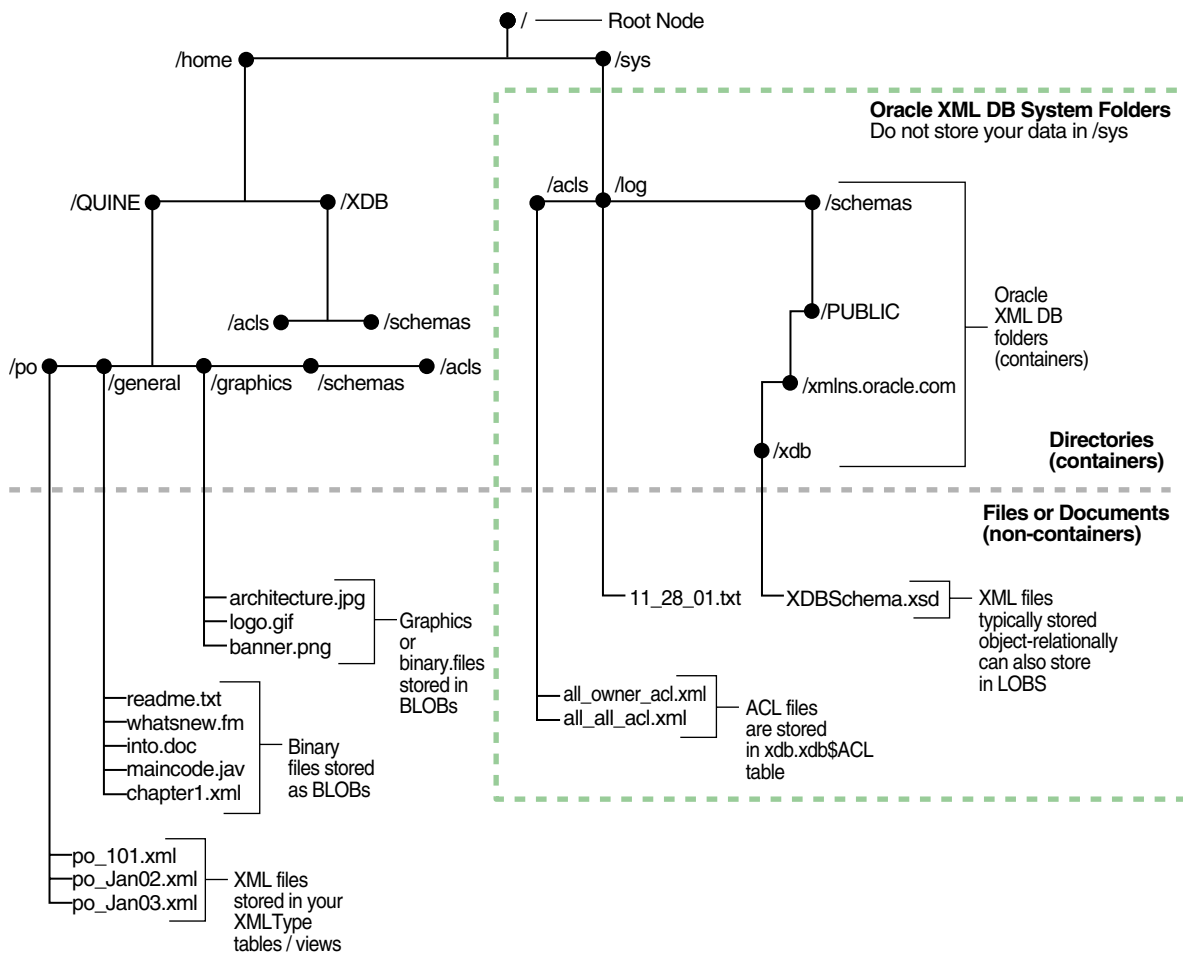 /
Root Node
/home
/sys
Oracle XML DB System Folders
Do not store your data in /sys
/acls
/log
/QUINE
/XDB
/schemas
Oracle
XML DB
folders
(containers)
/PUBLIC
/acls
/schemas
/po
/general
/graphics
/schemas
/acls
/xmlns.oracle.com
/xdb
Directories
(containers)
Files or Documents
(non-containers)
architecture.jpg
logo.gif
banner.png
Graphics
or
binary.files
stored in
BLOBs
11_28_01.txt
XDBSchema.xsd
XML files
typically stored
object-relationally
can also store
in LOBS
readme.txt
whatsnew.fm
into.doc
maincode.jav
chapter1.xml
Binary
files stored
as BLOBs
all_owner_acl.xml
all_all_acl.xml
ACL files
are stored
in xdb.xdb$ACL
table
po_101.xml
po_Jan02.xml
po_Jan03.xml
XML files
stored in your
XMLType
tables / views